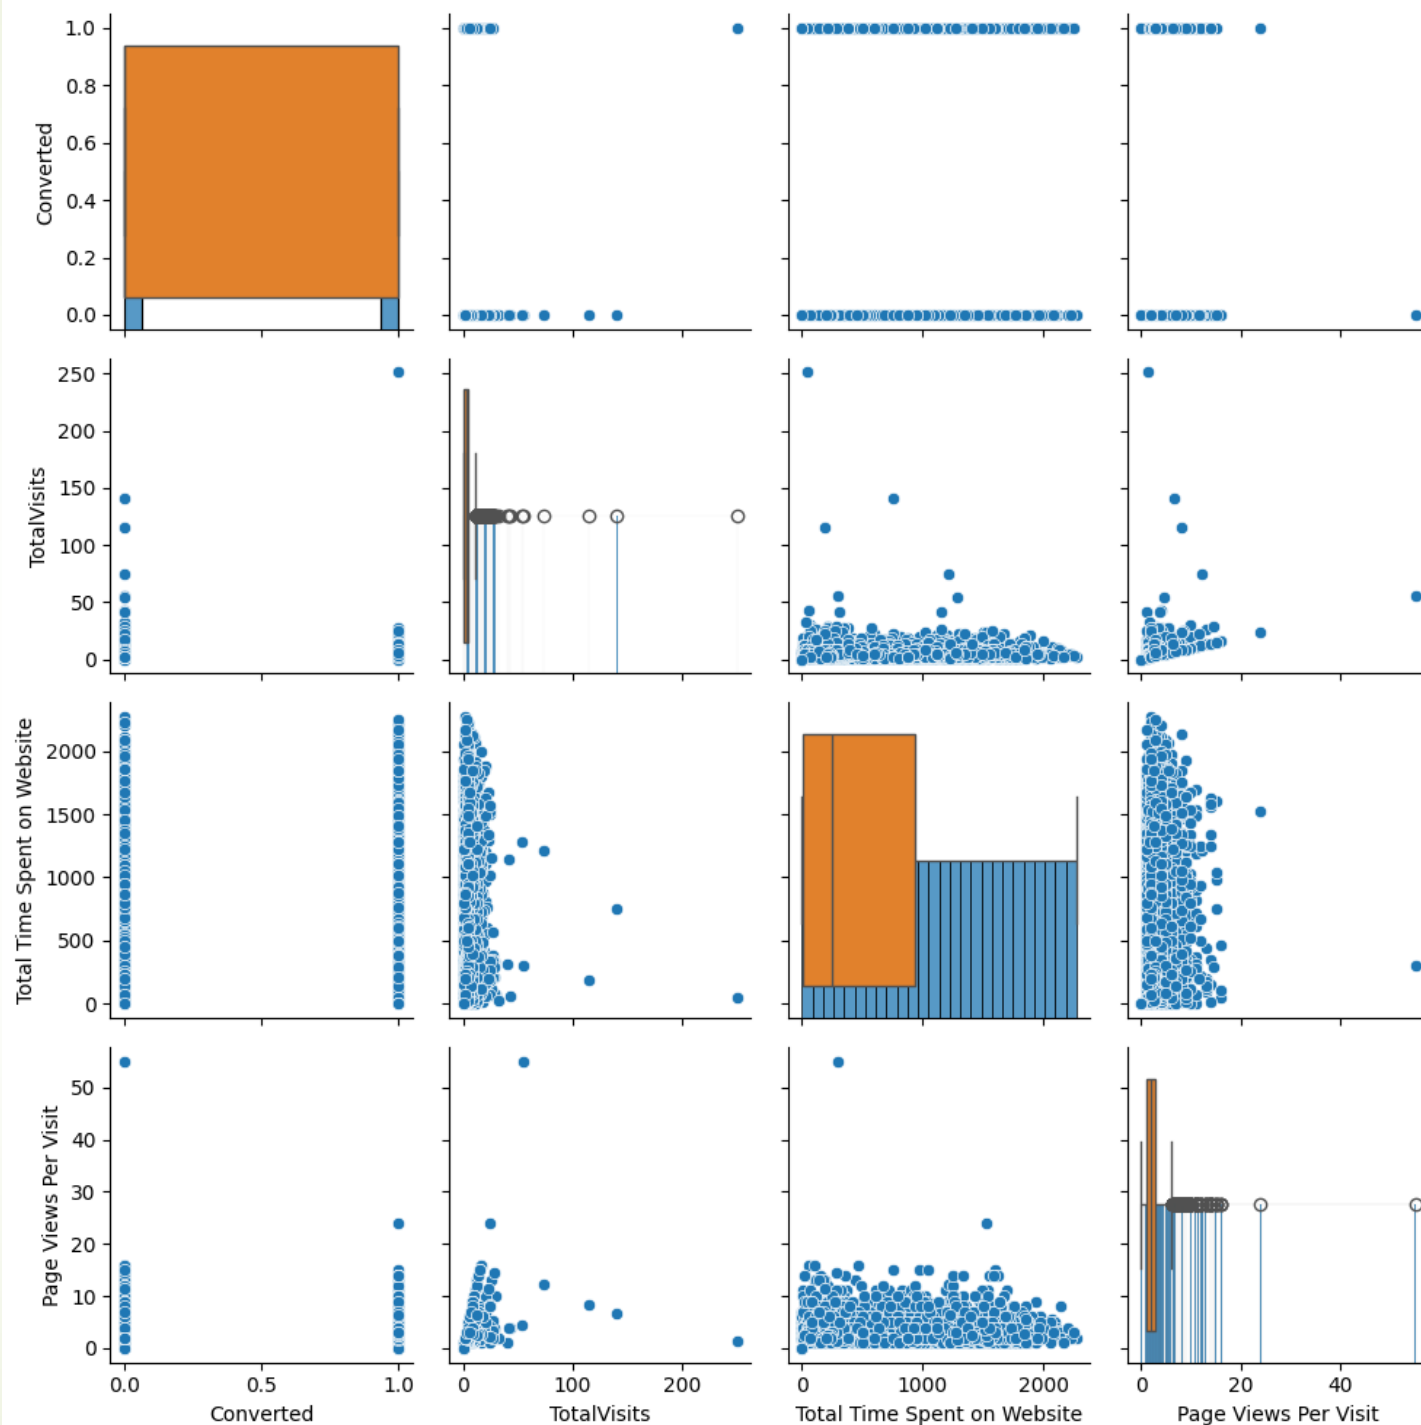 1.0
0.8
0.6
0.4
0.2
0.0
Converted
250
200
150
100
50
0
TotalVisits
2000
1500
1000
500
0
Total Time Spent on Website
50
40
30
20
10
0
Page Views Per Visit
0.0 0.5 1.0
Converted
0 100 200
TotalVisits
0 1000 2000
Total Time Spent on Website
0 20 40
Page Views Per Visit